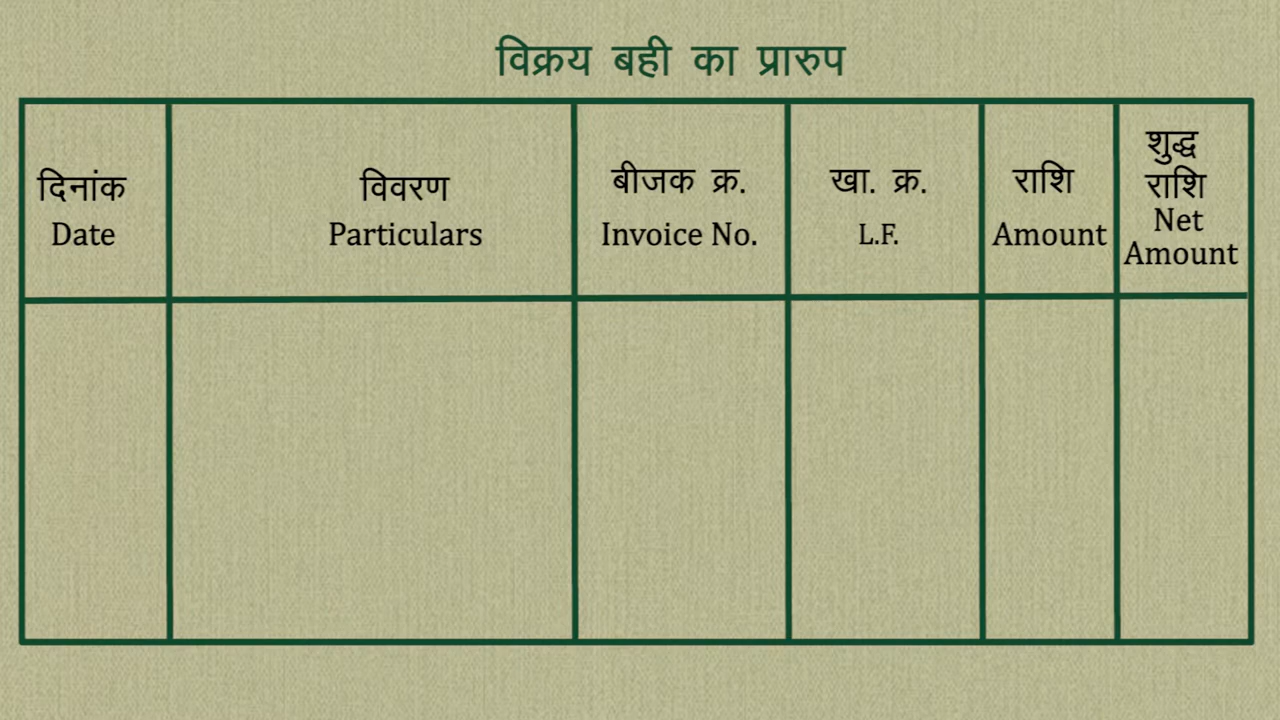 विक्रय बही का प्रारुप
दिनांक
Date
विवरण
Particulars
बीजक क्र.
Invoice No.
खा. क्र.
L.F.
राशि
Amount
शुद्ध
राशि
Net
Amount